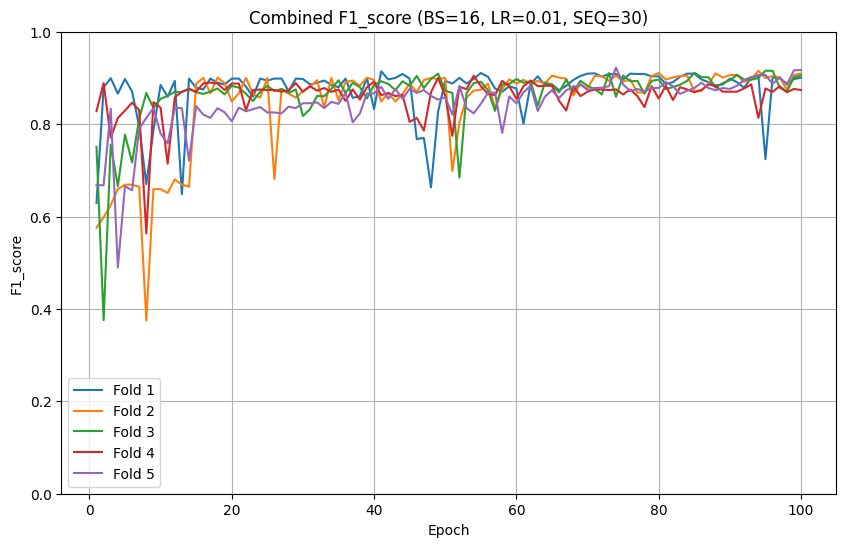 Combined F1_score (BS=16, LR=0.01, SEQ=30)
F1_score
1.0
0.8
0.6
0.4
0.2
0.0
Fold 1
Fold 2
Fold 3
Fold 4
Fold 5
0 20 40 60 80 100
Epoch